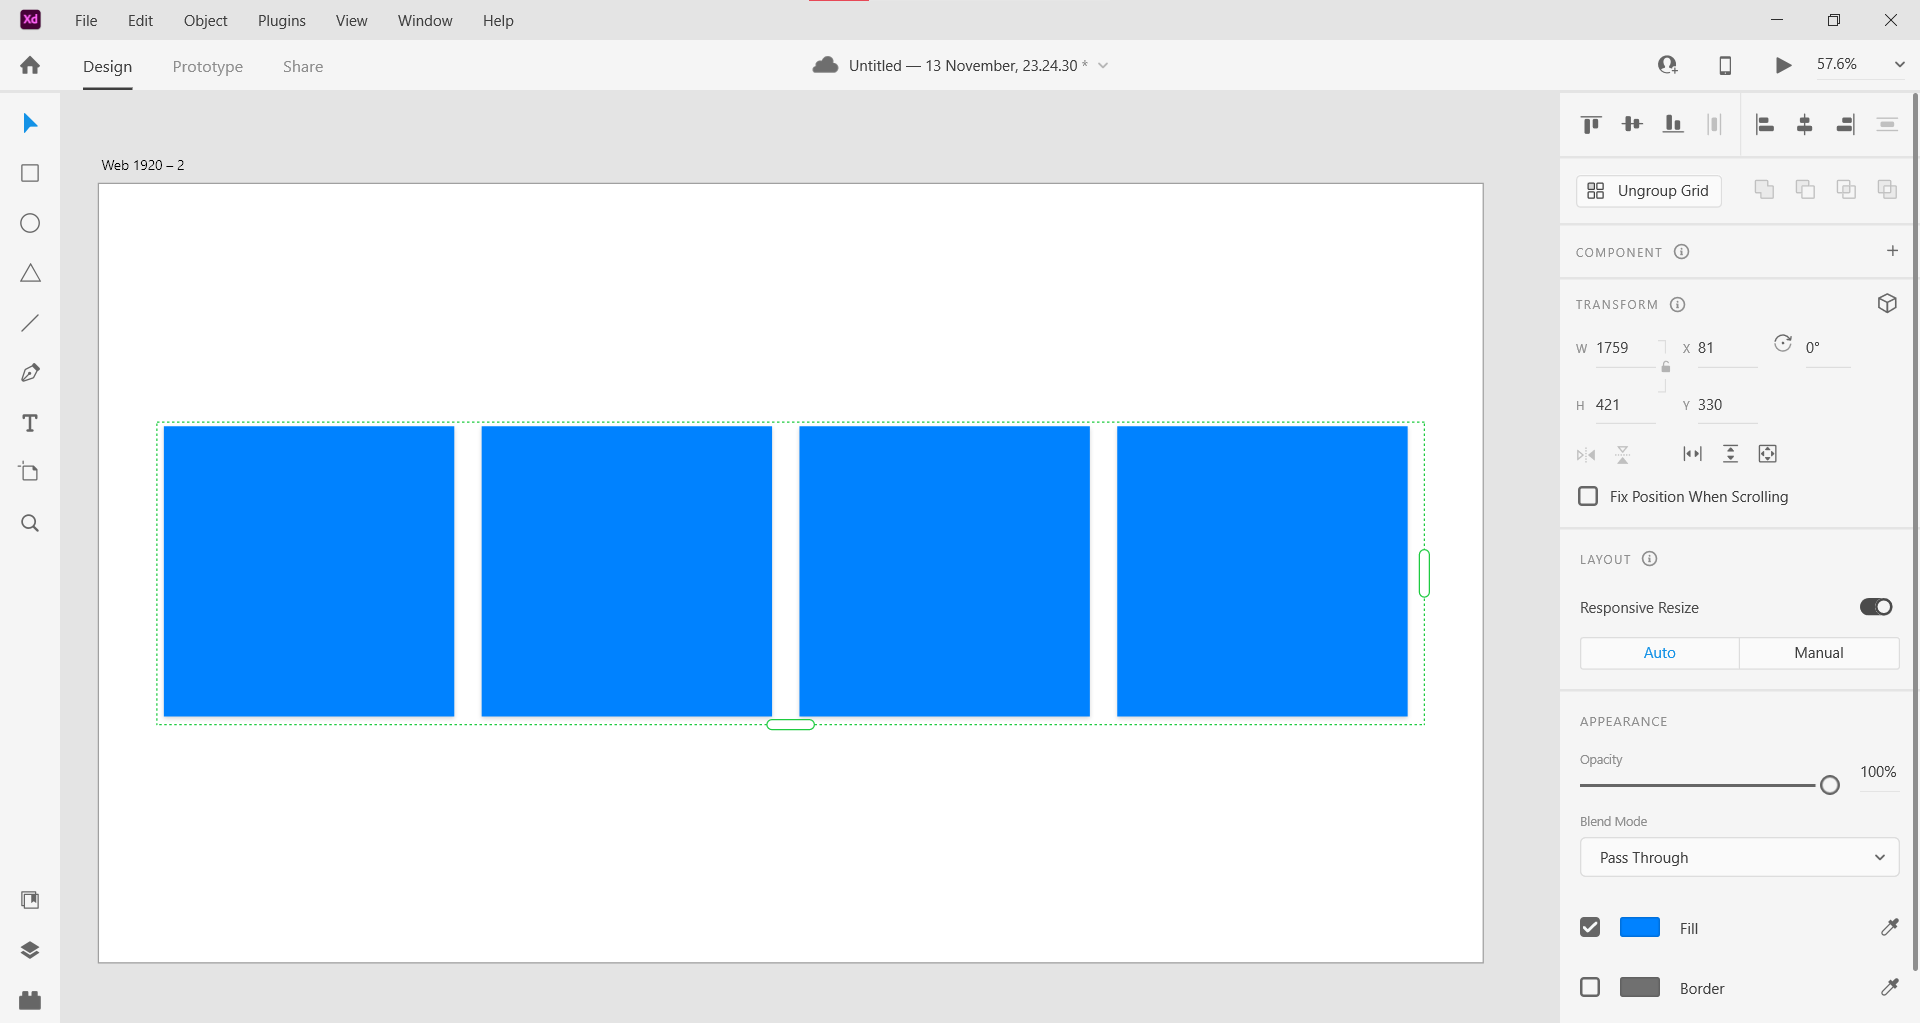 Xd File Edit Object Plugins View Window Help
Design Prototype Share Untitled — 13 November, 23.24.30 * 57.6%
Web 1920 – 2
Ungroup Grid
COMPONENT
TRANSFORM
W 1759 X 81 0°
H 421 Y 330
Fix Position When Scrolling
LAYOUT
Responsive Resize
Auto Manual
APPEARANCE
Opacity
100%
Blend Mode
Pass Through
Fill
Border